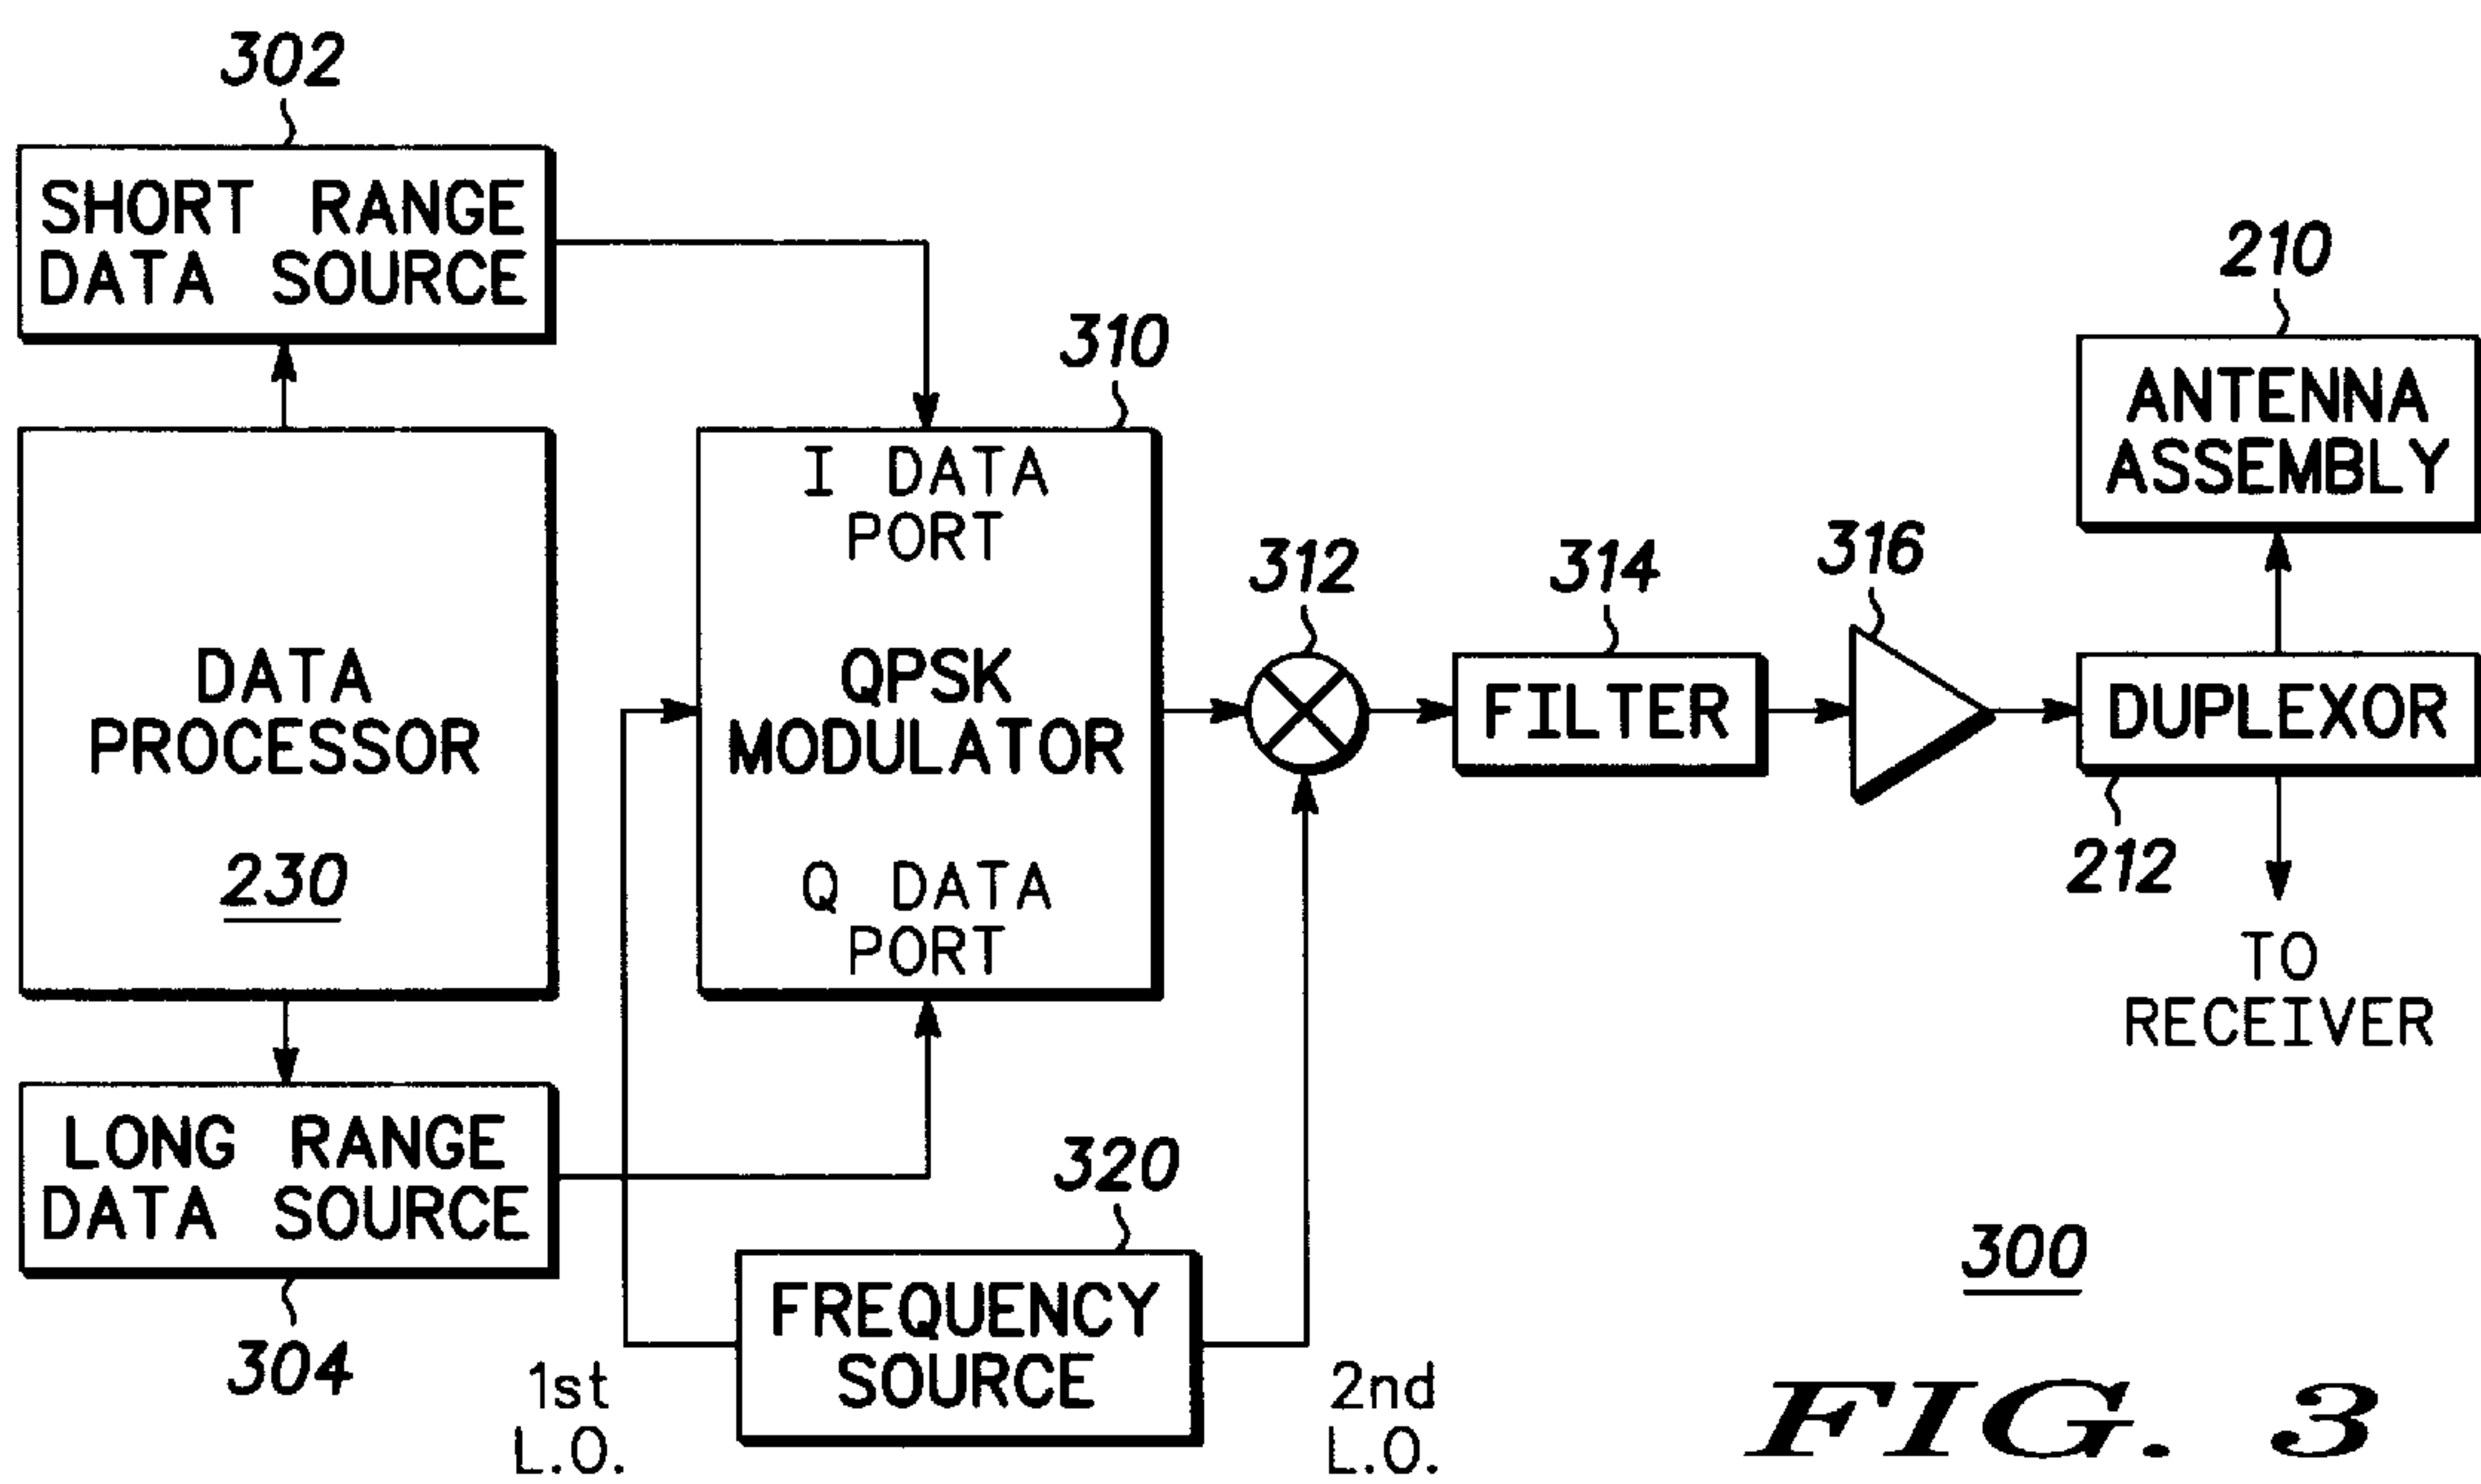 302
SHORT RANGE
DATA SOURCE
310
210
ANTENNA
ASSEMBLY
I DATA
PORT
312
314
316
DATA
PROCESSOR
230
QPSK
MODULATOR
FILTER
DUPLEXOR
212
Q DATA
PORT
TO
RECEIVER
LONG RANGE
DATA SOURCE
304
320
FREQUENCY
SOURCE
1st
L.O.
2nd
L.O.
300
FIG. 3